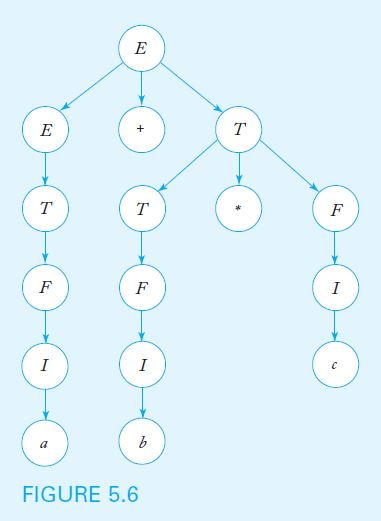 E
E + T
T T * F
F F I
I I c
a b
FIGURE 5.6